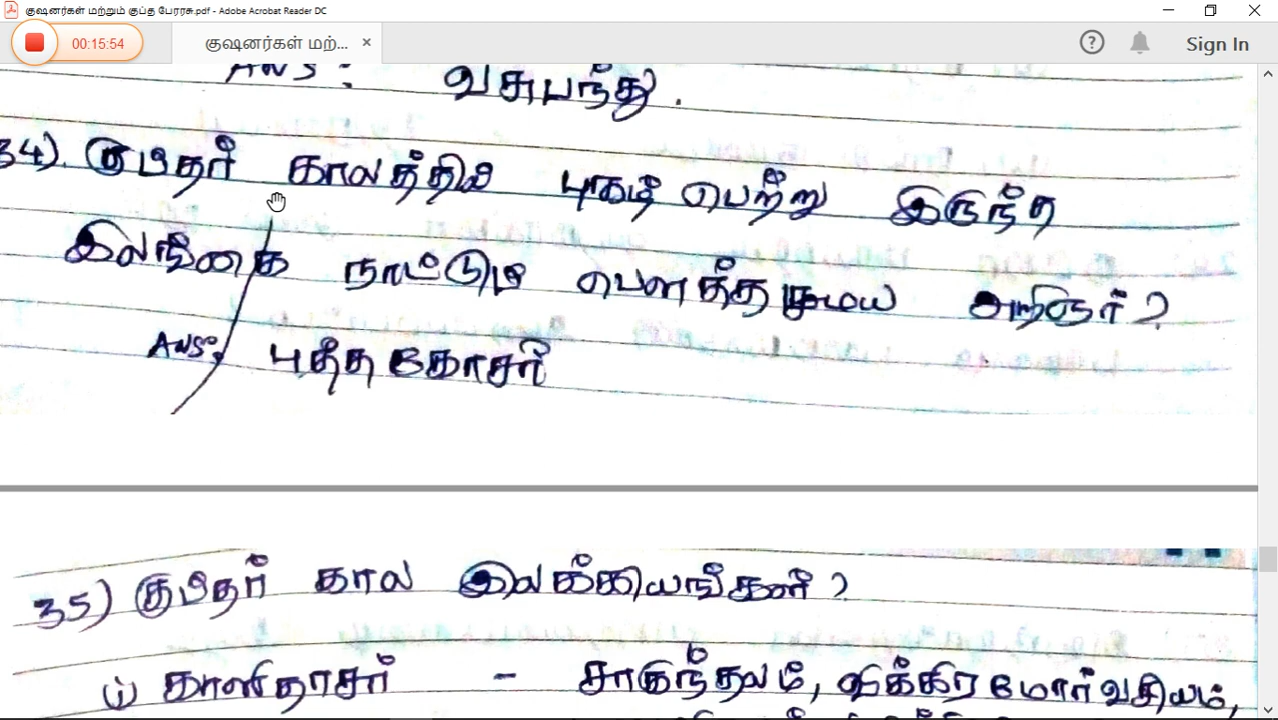 குஷனர்கள் மற்றும் குப்த பேரரசு.pdf - Adobe Acrobat Reader DC
00:15:54
குஷனர்கள் மற்...
Sign In
Ans: வசுபந்து.
34). குப்தர் காலத்தில் புகழ் பெற்று இருந்த
இலங்கை நாட்டு பௌத்த சமய அறிஞர்?
Ans: புத்த கோசர்
35) குப்தர் கால இலக்கியங்கள்?
i) காளிதாசர் - சாகுந்தலம், விக்கிரமோர்வசியம்,